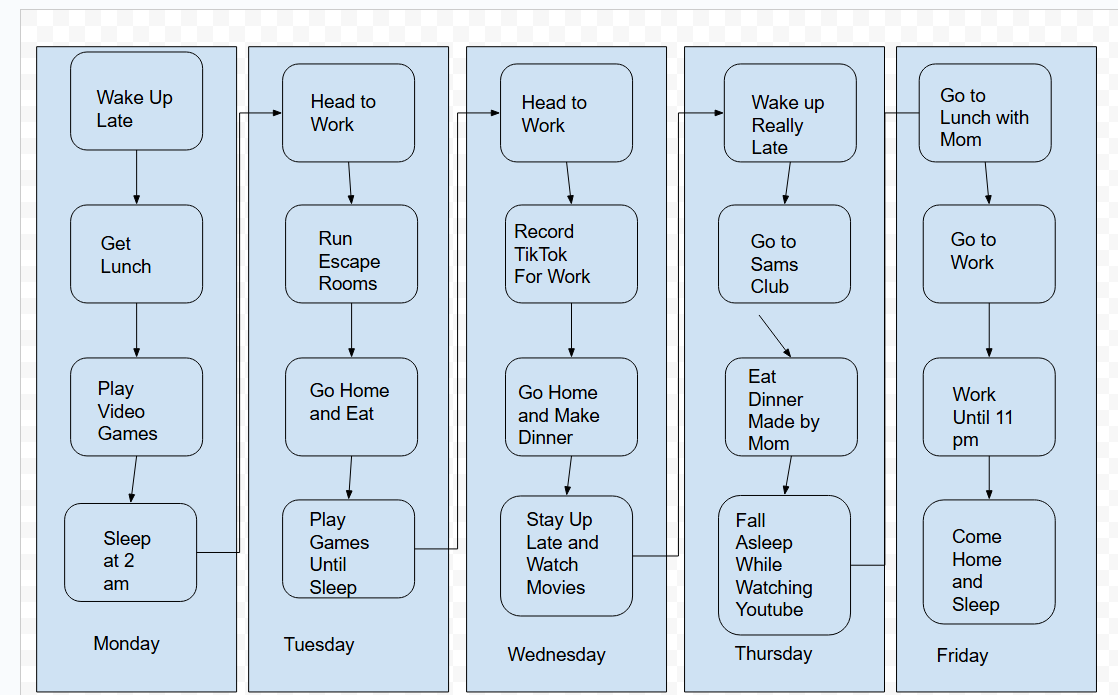 Wake Up
Late
Get
Lunch
Play
Video
Games
Sleep
at 2
am
Monday
Head to
Work
Run
Escape
Rooms
Go Home
and Eat
Play
Games
Until
Sleep
Tuesday
Head to
Work
Record
TikTok
For Work
Go Home
and Make
Dinner
Stay Up
Late and
Watch
Movies
Wednesday
Wake up
Really
Late
Go to
Sams
Club
Eat
Dinner
Made by
Mom
Fall
Asleep
While
Watching
Youtube
Thursday
Go to
Lunch with
Mom
Go to
Work
Work
Until 11
pm
Come
Home
and
Sleep
Friday